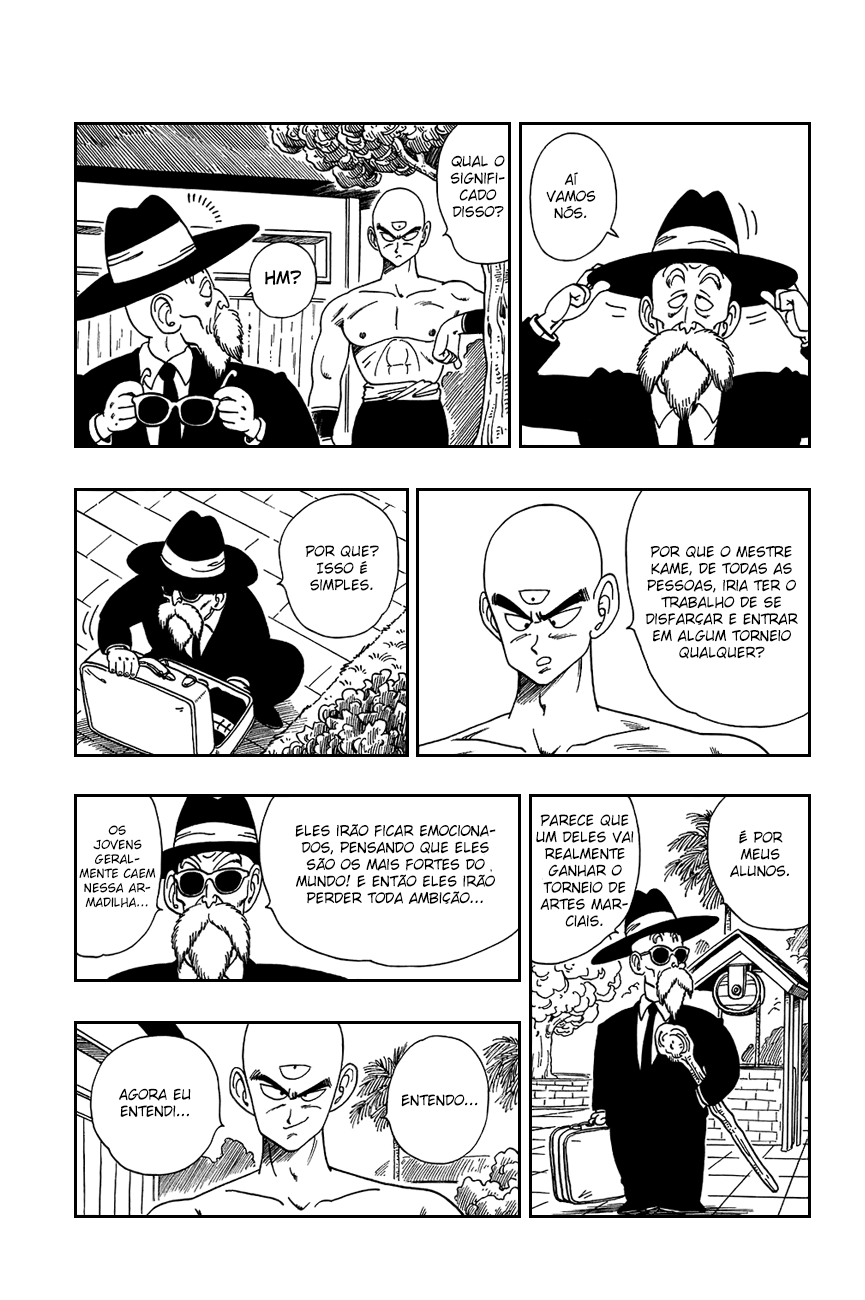 AÍ
VAMOS
NÓS.
QUAL O
SIGNIFI-
CADO
DISSO?
HM?
POR QUE O MESTRE
KAME, DE TODAS AS
PESSOAS, IRIA TER O
TRABALHO DE SE
DISFARÇAR E ENTRAR
EM ALGUM TORNEIO
QUALQUER?
POR QUE?
ISSO É
SIMPLES.
É POR
MEUS
ALUNOS.
PARECE QUE
UM DELES VAI
REALMENTE
GANHAR O
TORNEIO DE
ARTES MAR-
CIAIS.
ELES IRÃO FICAR EMOCIONA-
DOS, PENSANDO QUE ELES
SÃO OS MAIS FORTES DO
MUNDO! E ENTÃO ELES IRÃO
PERDER TODA AMBIÇÃO...
OS
JOVENS
GERAL-
MENTE CAEM
NESSA AR-
MADILHA...
ENTENDO...
AGORA EU
ENTENDI...